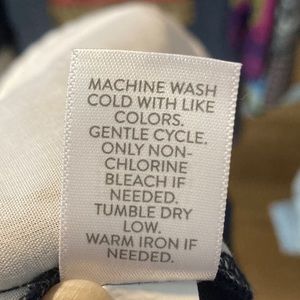 MACHINE WASH
COLD WITH LIKE
COLORS.
GENTLE CYCLE.
ONLY NON-
CHLORINE
BLEACH IF
NEEDED.
TUMBLE DRY
LOW.
WARM IRON IF
NEEDED.